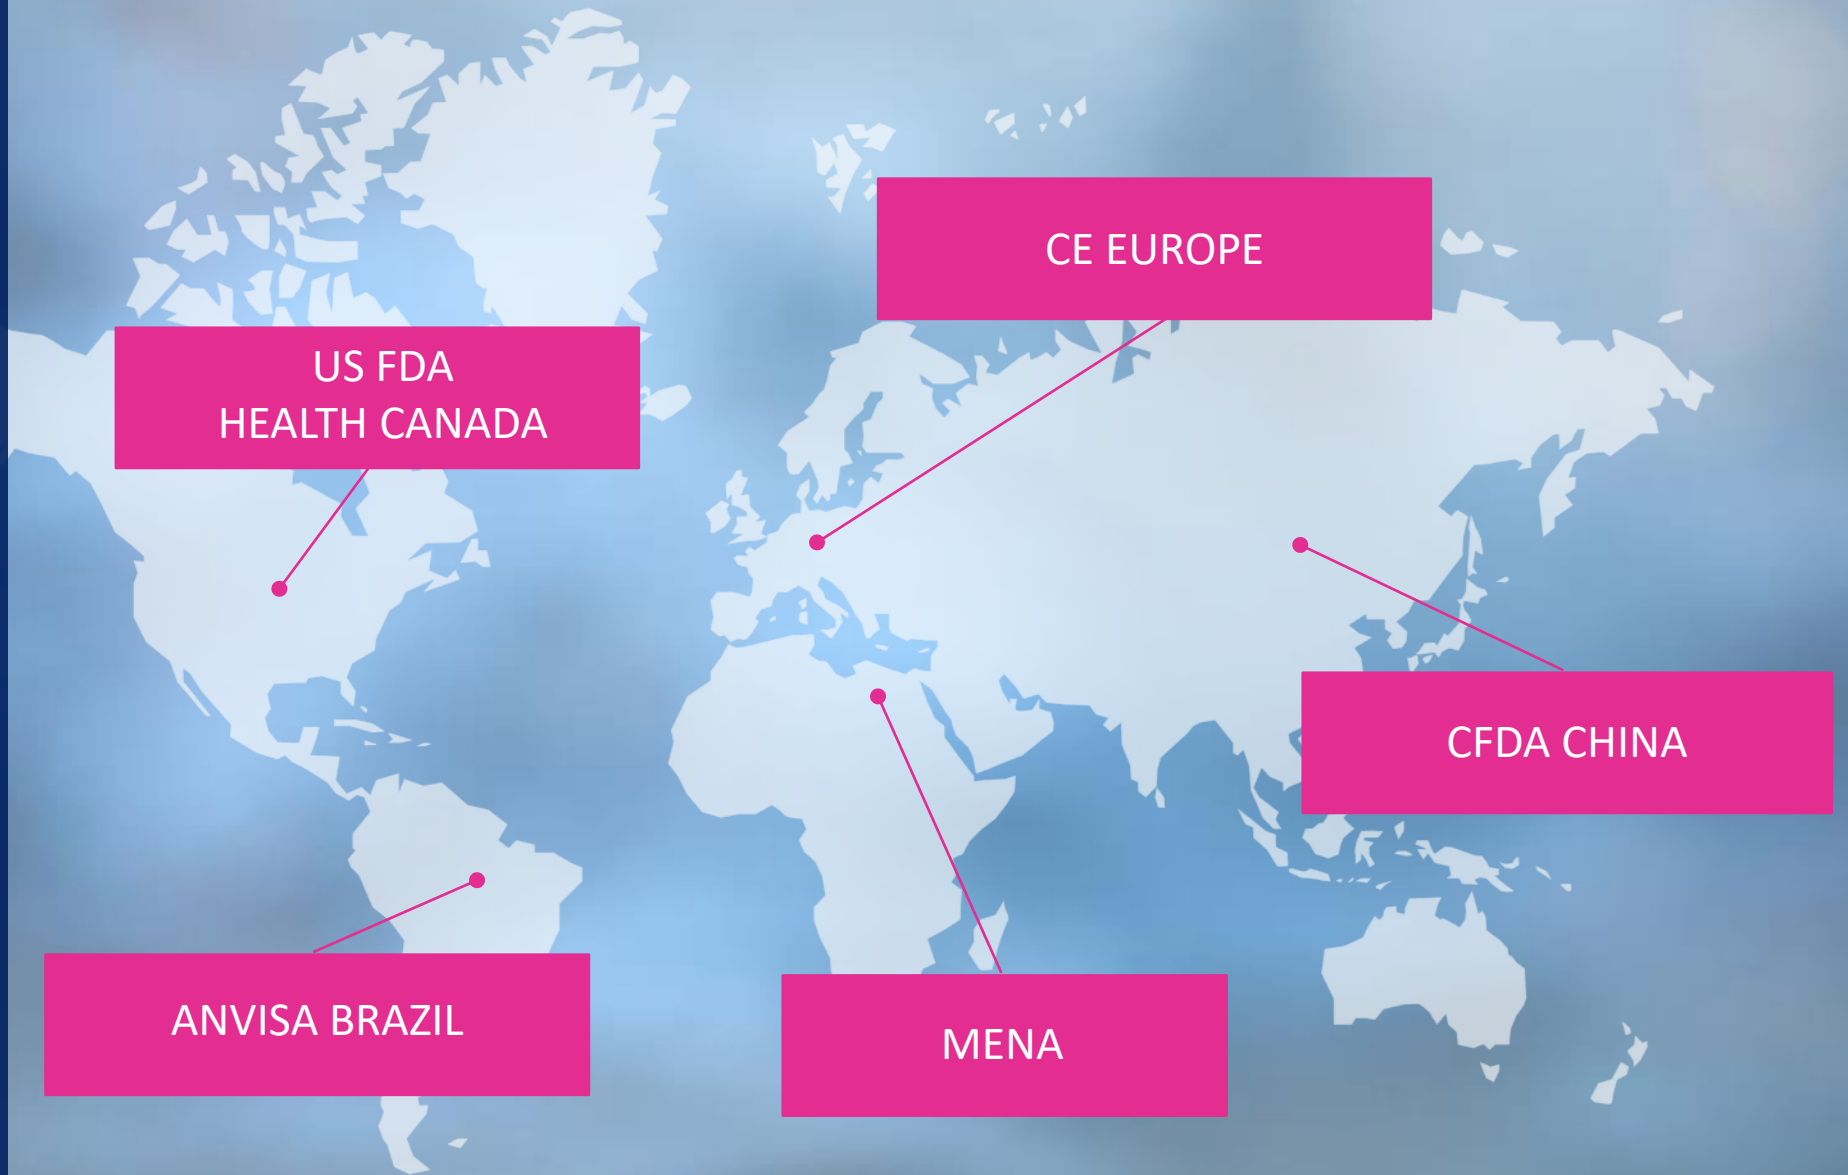 CE EUROPE
US FDA
HEALTH CANADA
CFDA CHINA
ANVISA BRAZIL
MENA